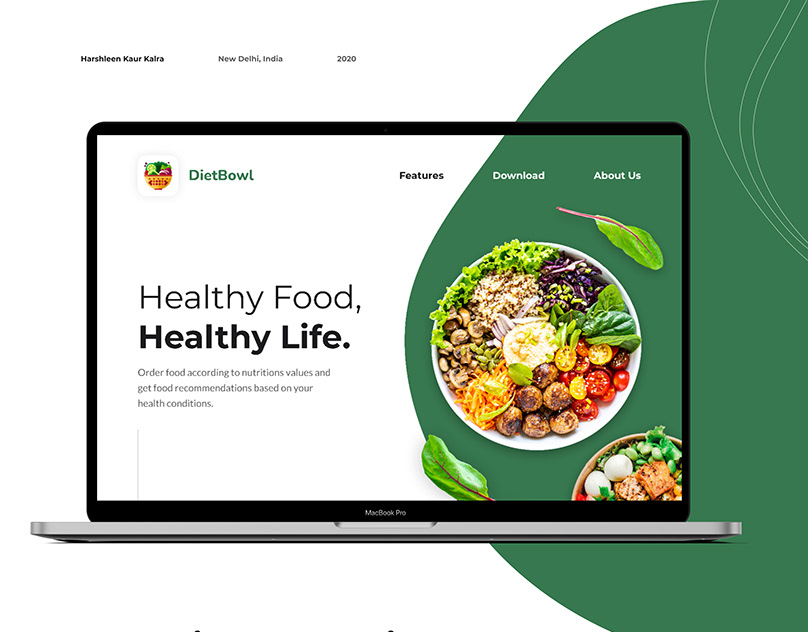 Harshleen Kaur Kalra New Delhi, India 2020
DietBowl Features Download About Us
Healthy Food,
Healthy Life.
Order food according to nutritions values and
get food recommendations based on your
health conditions.
MacBook Pro